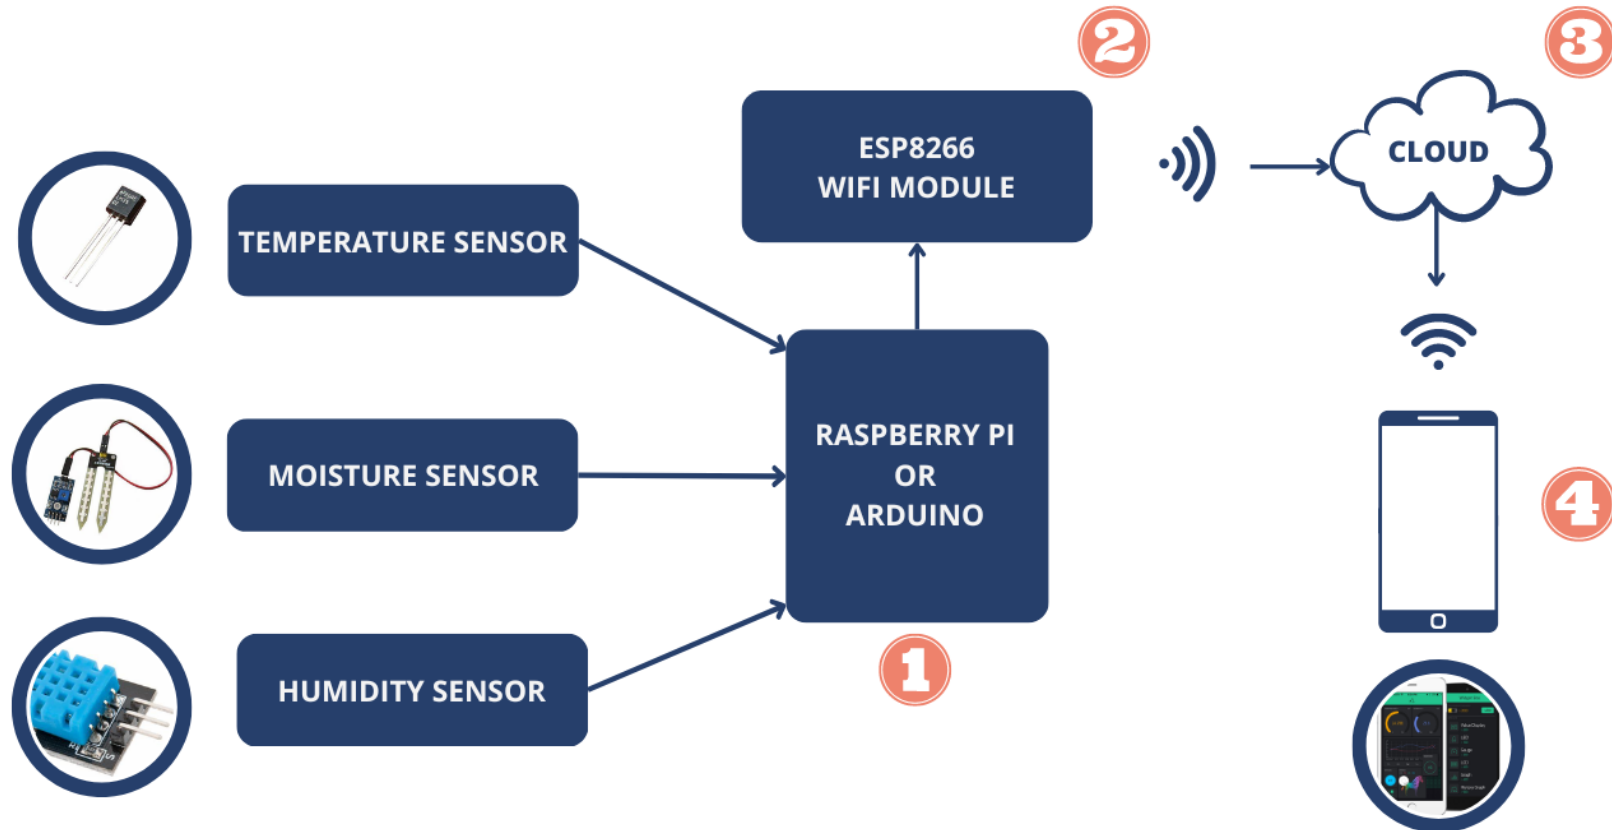 2
3
ESP8266
WIFI MODULE
CLOUD
TEMPERATURE SENSOR
MOISTURE SENSOR
RASPBERRY PI
OR
ARDUINO
4
1
HUMIDITY SENSOR